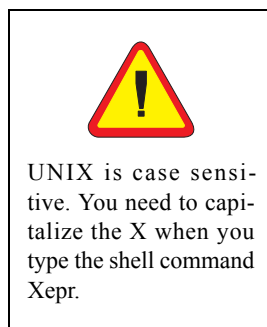 UNIX is case sensi-
tive. You need to capi-
talize the X when you
type the shell command
Xepr.